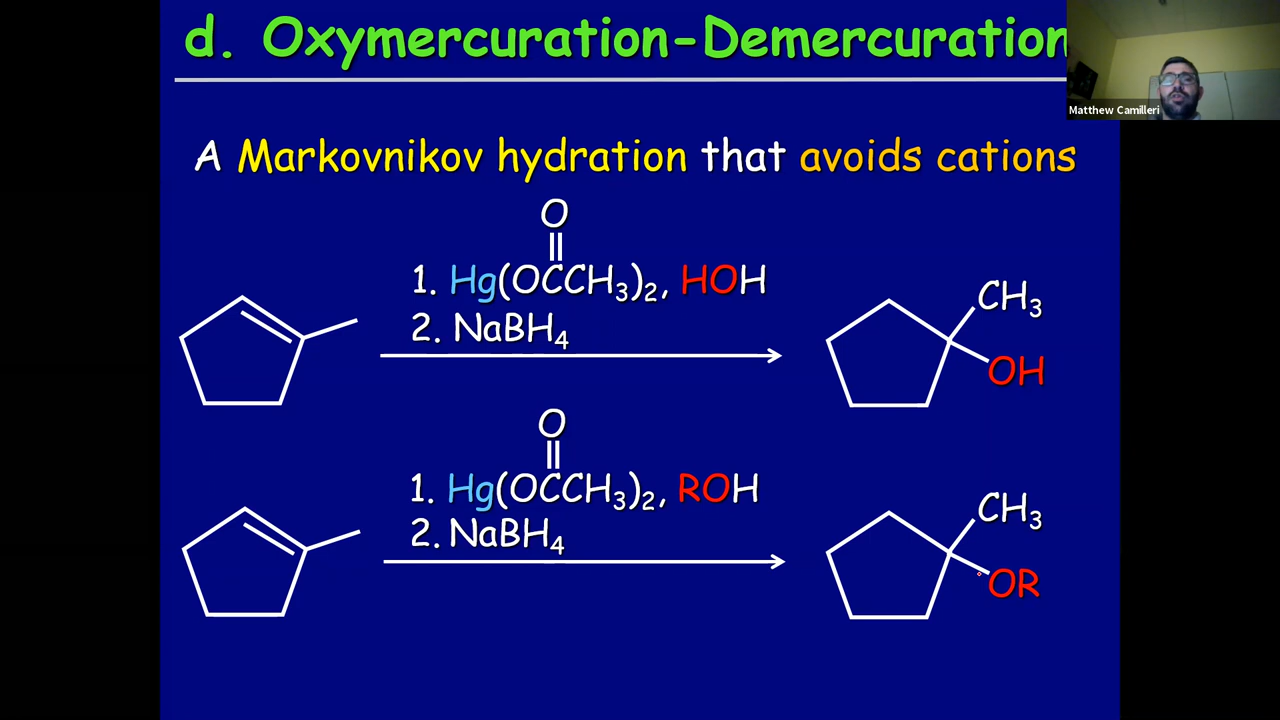 d. Oxymercuration-Demercuration
Matthew Camilleri
A Markovnikov hydration that avoids cations
O
1. Hg(OCCH₃)₂, HOH
2. NaBH₄
CH₃
OH
O
1. Hg(OCCH₃)₂, ROH
2. NaBH₄
CH₃
OR